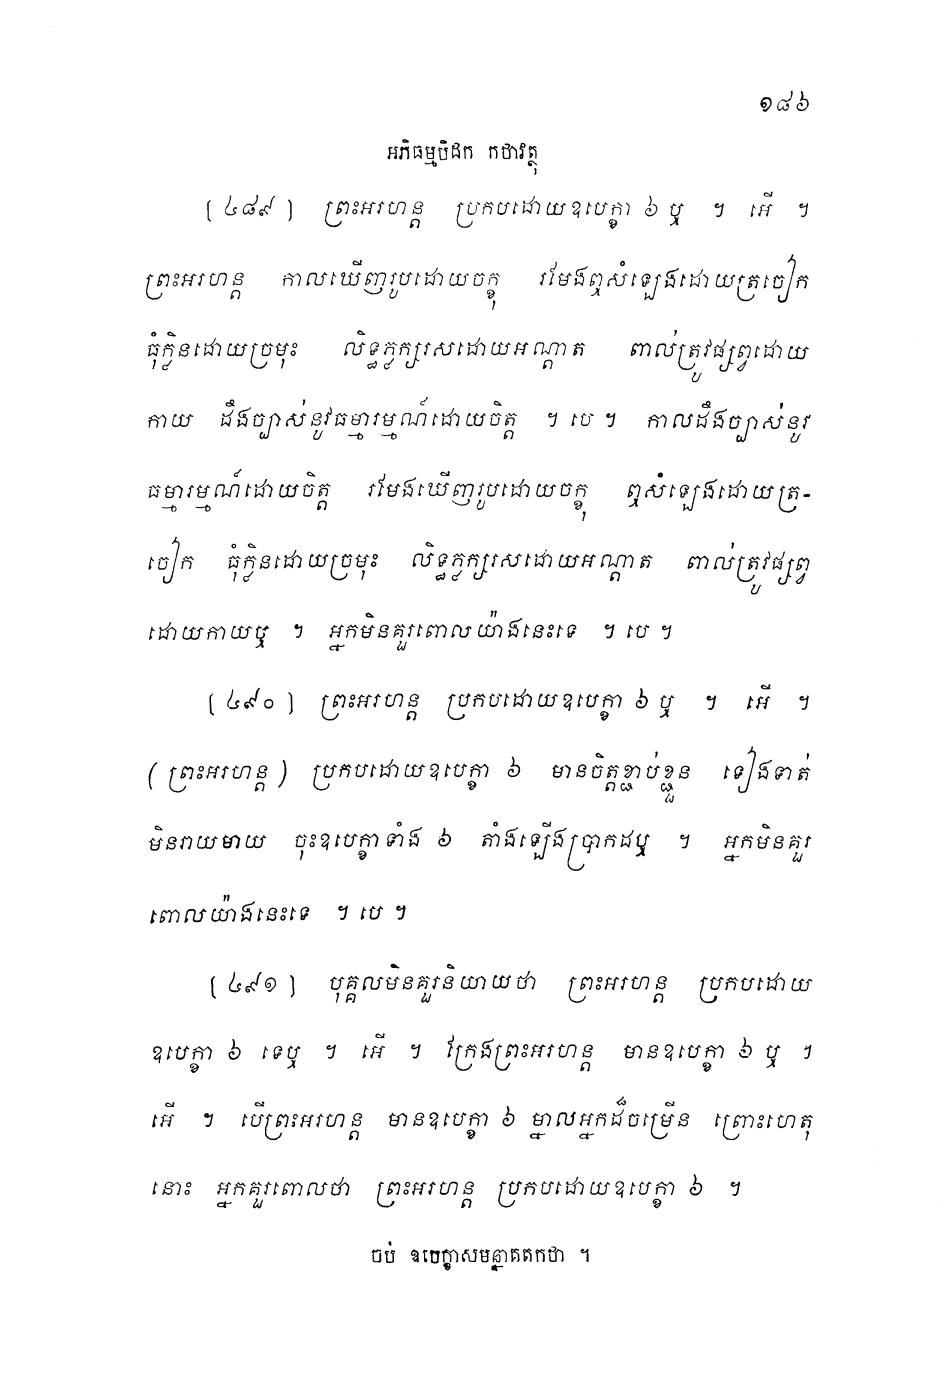 ១៨៦
អភិធម្មបិដក កថាវត្ថុ
[៤៨៩] ព្រះអរហន្ត ប្រកបដោយឧបេក្ខា ៦ ឬ ។ អើ ។
ព្រះអរហន្ត កាលឃើញរូបដោយចក្ខុ រមែងឮសំឡេងដោយត្រចៀក
ធុំក្លិនដោយច្រមុះ លិទ្ធភ្លក្សរសដោយអណ្តាត ពាល់ត្រូវផ្សព្វដោយ
កាយ ដឹងច្បាស់នូវធម្មារម្មណ៍ដោយចិត្ត ។ បេ ។ កាលដឹងច្បាស់នូវ
ធម្មារម្មណ៍ដោយចិត្ត រមែងឃើញរូបដោយចក្ខុ ឮសំឡេងដោយត្រ-
ចៀក ធុំក្លិនដោយច្រមុះ លិទ្ធភ្លក្សរសដោយអណ្តាត ពាល់ត្រូវផ្សព្វ
ដោយកាយឬ ។ អ្នកមិនគួរពោលយ៉ាងនេះទេ ។ បេ ។
[៤៩០] ព្រះអរហន្ត ប្រកបដោយឧបេក្ខា ៦ ឬ ។ អើ ។
(ព្រះអរហន្ត) ប្រកបដោយឧបេក្ខា ៦ មានចិត្តខ្ជាប់ខ្ជួន ទៀងទាត់
មិនរាយមាយ ចុះឧបេក្ខាទាំង ៦ តាំងឡើងប្រាកដឬ ។ អ្នកមិនគួរ
ពោលយ៉ាងនេះទេ ។ បេ ។
[៤៩១] បុគ្គលមិនគួរនិយាយថា ព្រះអរហន្ត ប្រកបដោយ
ឧបេក្ខា ៦ ទេឬ ។ អើ ។ ក្រែងព្រះអរហន្ត មានឧបេក្ខា ៦ ឬ ។
អើ ។ បើព្រះអរហន្ត មានឧបេក្ខា ៦ ម្នាលអ្នកដ៏ចម្រើន ព្រោះហេតុ
នោះ អ្នកគួរពោលថា ព្រះអរហន្ត ប្រកបដោយឧបេក្ខា ៦ ។
ចប់ ឧបេក្ខាសមន្នាគតកថា ។